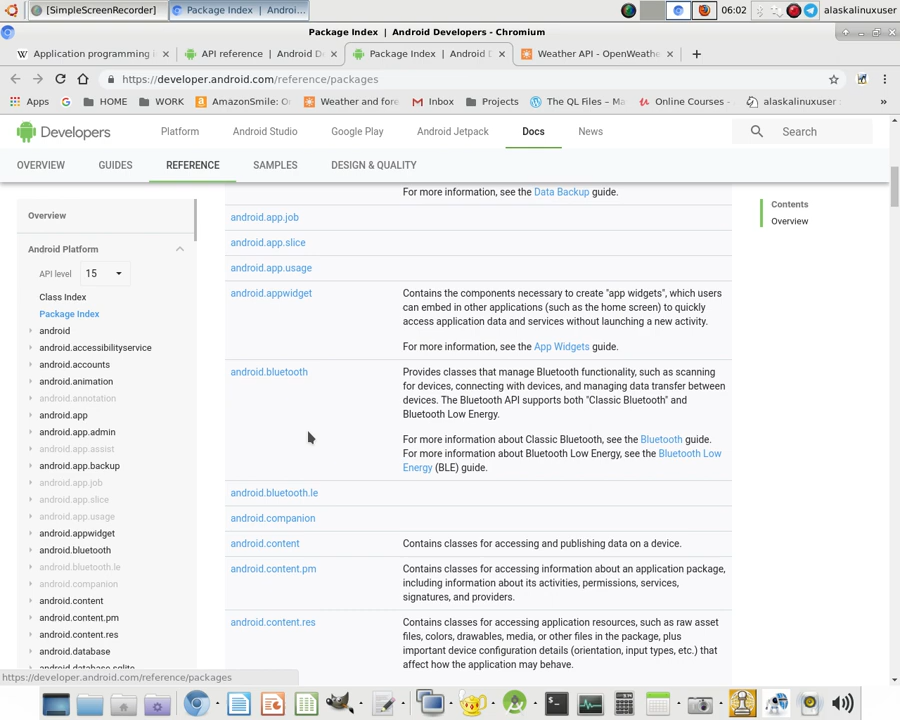 [SimpleScreenRecorder]
Package Index | Androi...
06:02
alaskalinuxuser
Package Index | Android Developers - Chromium
Application programming i
API reference | Android D
Package Index | Android D
Weather API - OpenWeathe
https://developer.android.com/reference/packages
Apps
HOME
WORK
AmazonSmile: O
Weather and fore
Inbox
Projects
The QL Files – Ma
Online Courses -
alaskalinuxuser
»
Developers
Platform
Android Studio
Google Play
Android Jetpack
Docs
News
Search
OVERVIEW
GUIDES
REFERENCE
SAMPLES
DESIGN & QUALITY
Overview
Android Platform
API level 15
Class Index
Package Index
android
android.accessibilityservice
android.accounts
android.animation
android.annotation
android.app
android.app.admin
android.app.assist
android.app.backup
android.app.job
android.app.slice
android.app.usage
android.appwidget
android.bluetooth
android.bluetooth.le
android.companion
android.content
android.content.pm
android.content.res
android.database
android.database.sqlite
For more information, see the Data Backup guide.
android.app.job
android.app.slice
android.app.usage
android.appwidget
Contains the components necessary to create "app widgets", which users
can embed in other applications (such as the home screen) to quickly
access application data and services without launching a new activity.
For more information, see the App Widgets guide.
android.bluetooth
Provides classes that manage Bluetooth functionality, such as scanning
for devices, connecting with devices, and managing data transfer between
devices. The Bluetooth API supports both "Classic Bluetooth" and
Bluetooth Low Energy.
For more information about Classic Bluetooth, see the Bluetooth guide.
For more information about Bluetooth Low Energy, see the Bluetooth Low
Energy (BLE) guide.
android.bluetooth.le
android.companion
android.content
Contains classes for accessing and publishing data on a device.
android.content.pm
Contains classes for accessing information about an application package,
including information about its activities, permissions, services,
signatures, and providers.
android.content.res
Contains classes for accessing application resources, such as raw asset
files, colors, drawables, media, or other files in the package, plus
important device configuration details (orientation, input types, etc.) that
affect how the application may behave.
Contents
Overview
https://developer.android.com/reference/packages